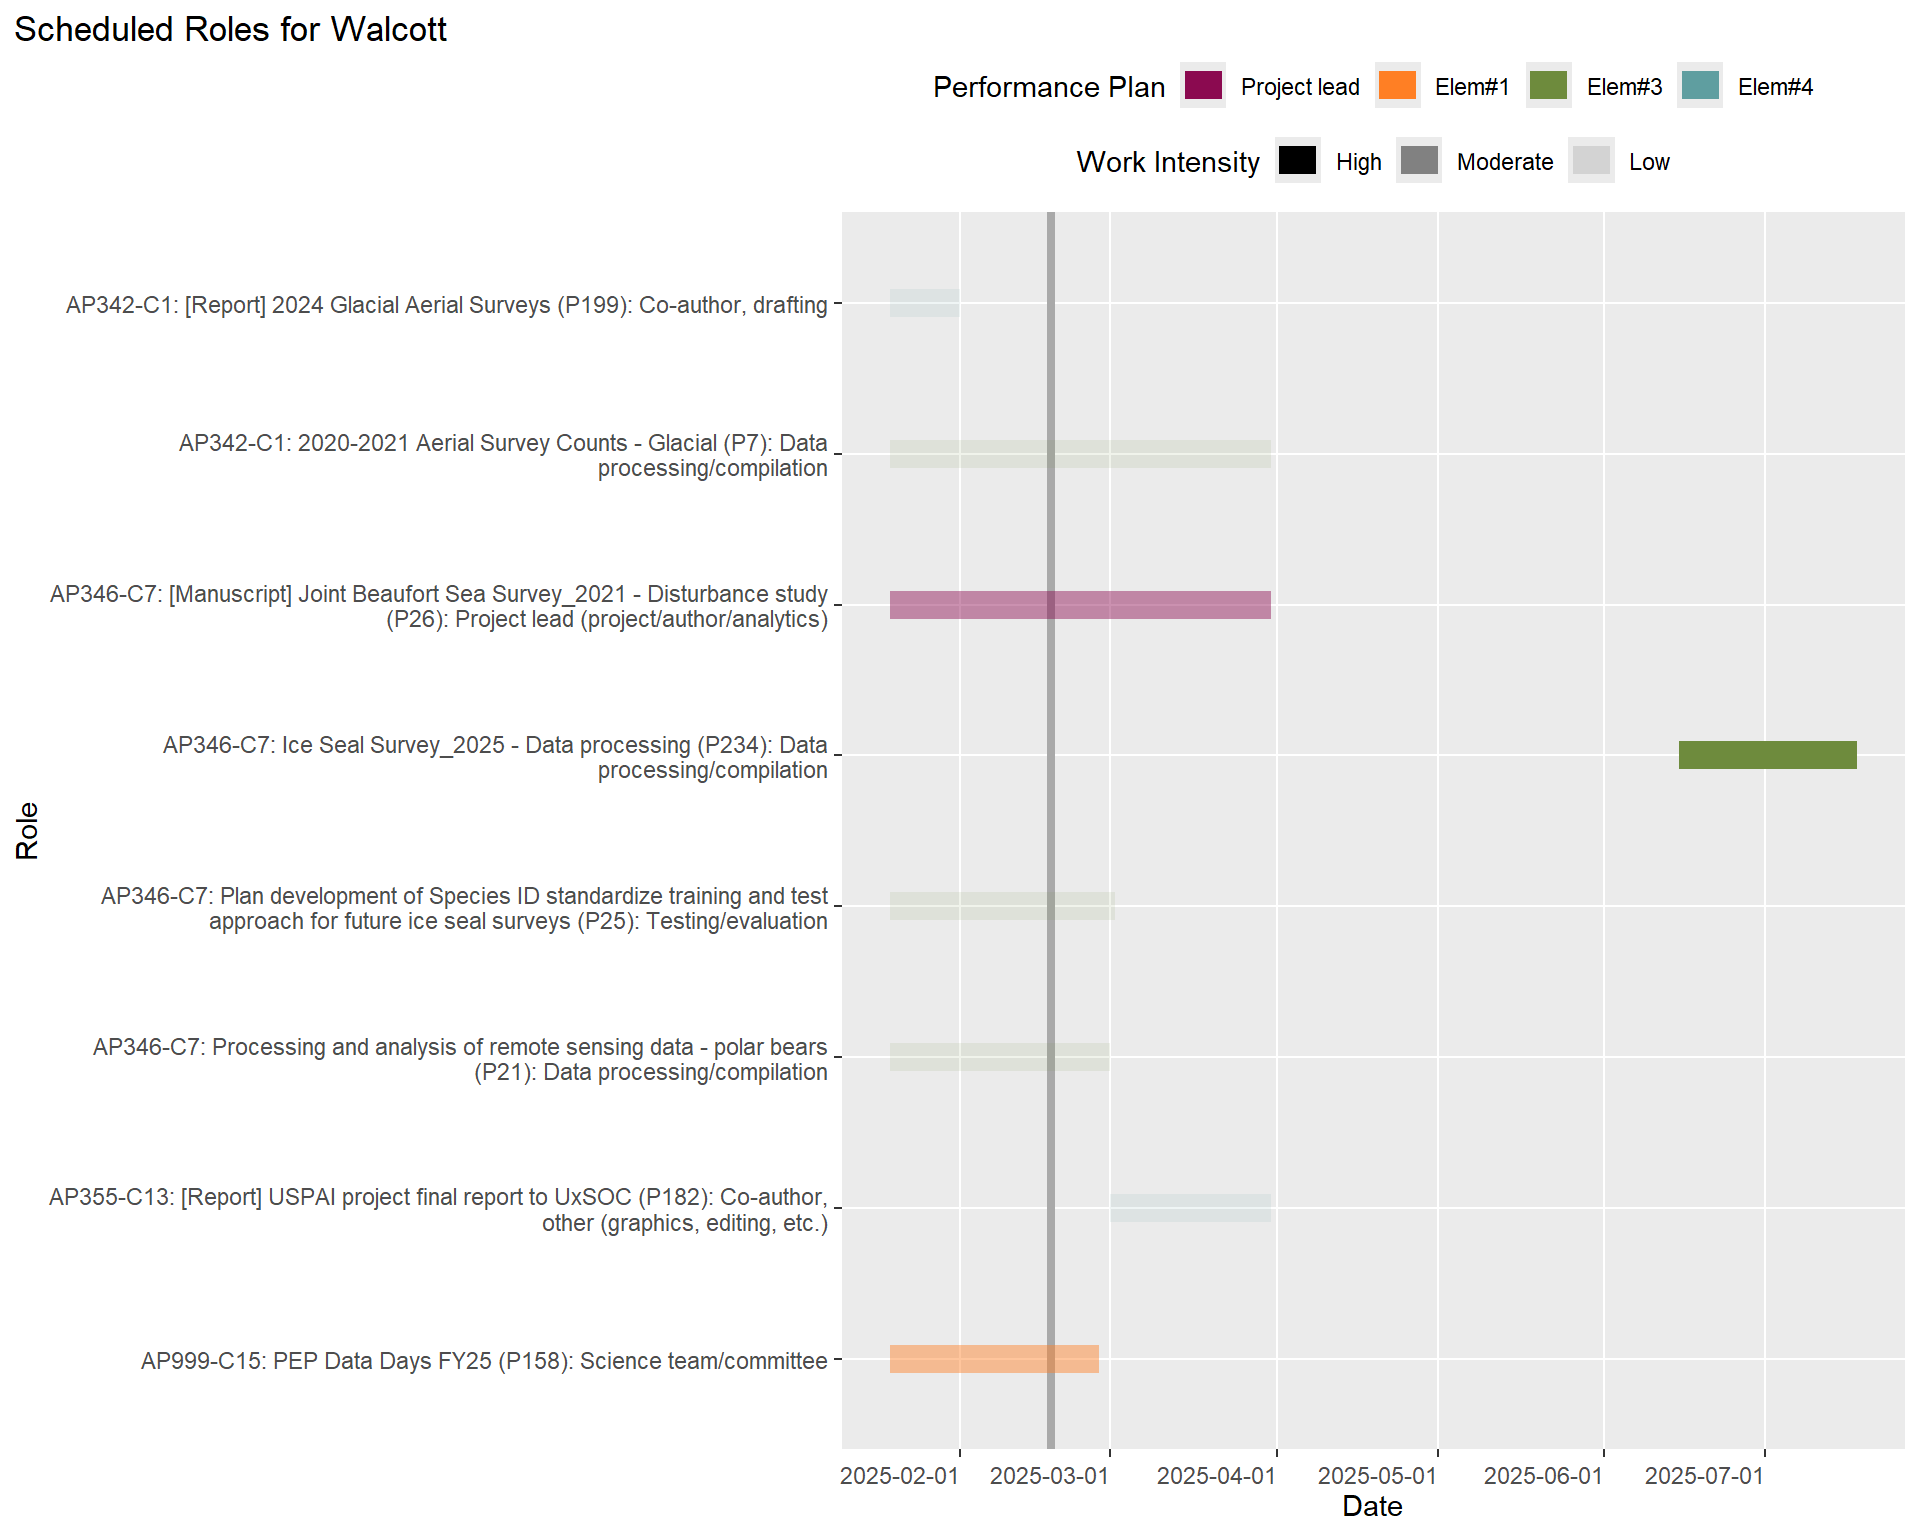 Scheduled Roles for Walcott
Performance Plan Project lead Elem#1 Elem#3 Elem#4
Work Intensity High Moderate Low
AP342-C1: [Report] 2024 Glacial Aerial Surveys (P199): Co-author, drafting
AP342-C1: 2020-2021 Aerial Survey Counts - Glacial (P7): Data
processing/compilation
AP346-C7: [Manuscript] Joint Beaufort Sea Survey_2021 - Disturbance study
(P26): Project lead (project/author/analytics)
AP346-C7: Ice Seal Survey_2025 - Data processing (P234): Data
processing/compilation
Role
AP346-C7: Plan development of Species ID standardize training and test
approach for future ice seal surveys (P25): Testing/evaluation
AP346-C7: Processing and analysis of remote sensing data - polar bears
(P21): Data processing/compilation
AP355-C13: [Report] USPAI project final report to UxSOC (P182): Co-author,
other (graphics, editing, etc.)
AP999-C15: PEP Data Days FY25 (P158): Science team/committee
2025-02-01 2025-03-01 2025-04-01 2025-05-01 2025-06-01 2025-07-01
Date